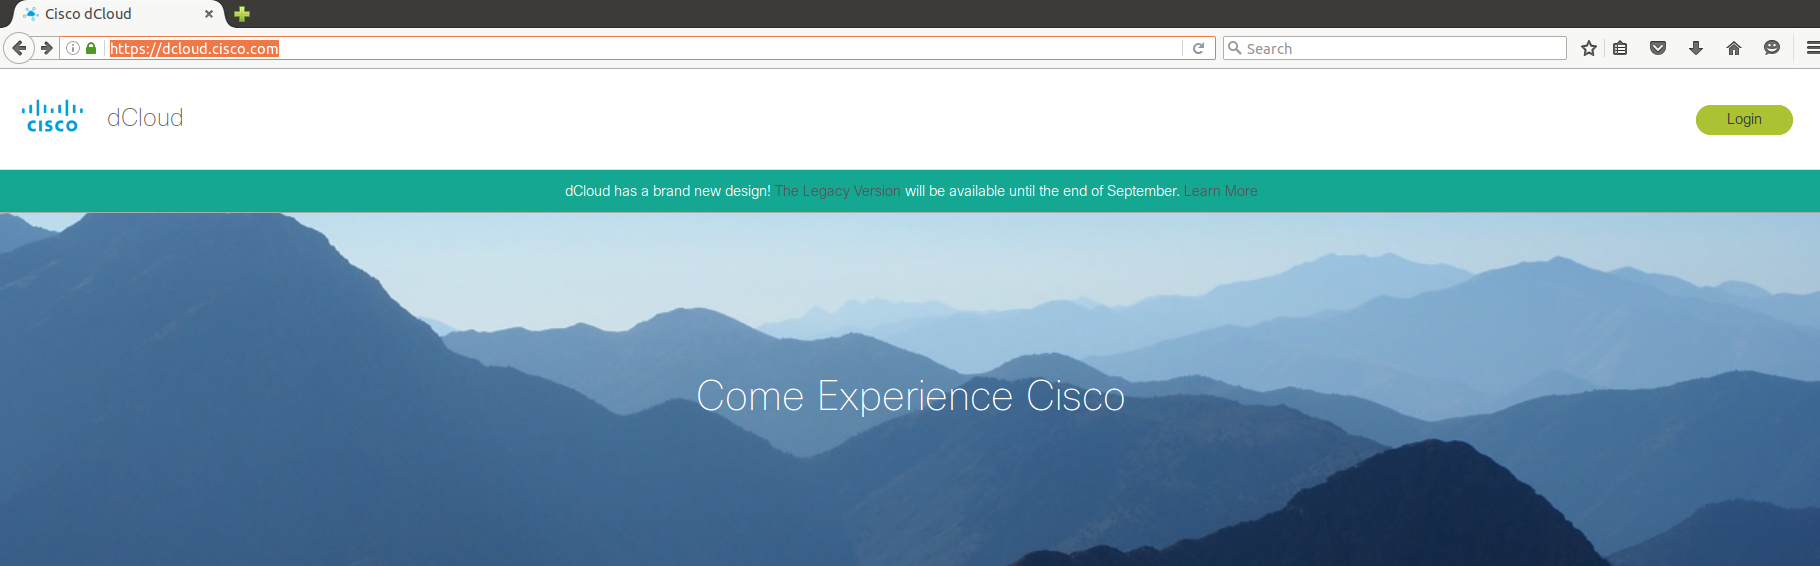 Cisco dCloud
https://dcloud.cisco.com
Search
CISCO dCloud
Login
dCloud has a brand new design! The Legacy Version will be available until the end of September. Learn More
Come Experience Cisco